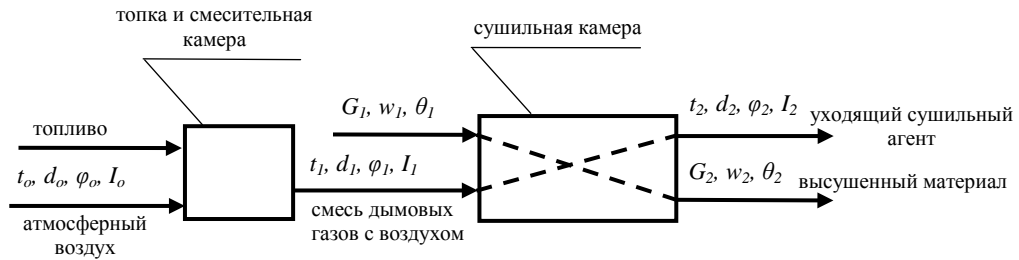 топка и смесительная
камера
сушильная камера
G₁, w₁, θ₁
t₂, d₂, φ₂, I₂
топливо
уходящий сушильный
агент
tₒ, dₒ, φₒ, Iₒ
t₁, d₁, φ₁, I₁
G₂, w₂, θ₂
высушенный материал
атмосферный
воздух
смесь дымовых
газов с воздухом